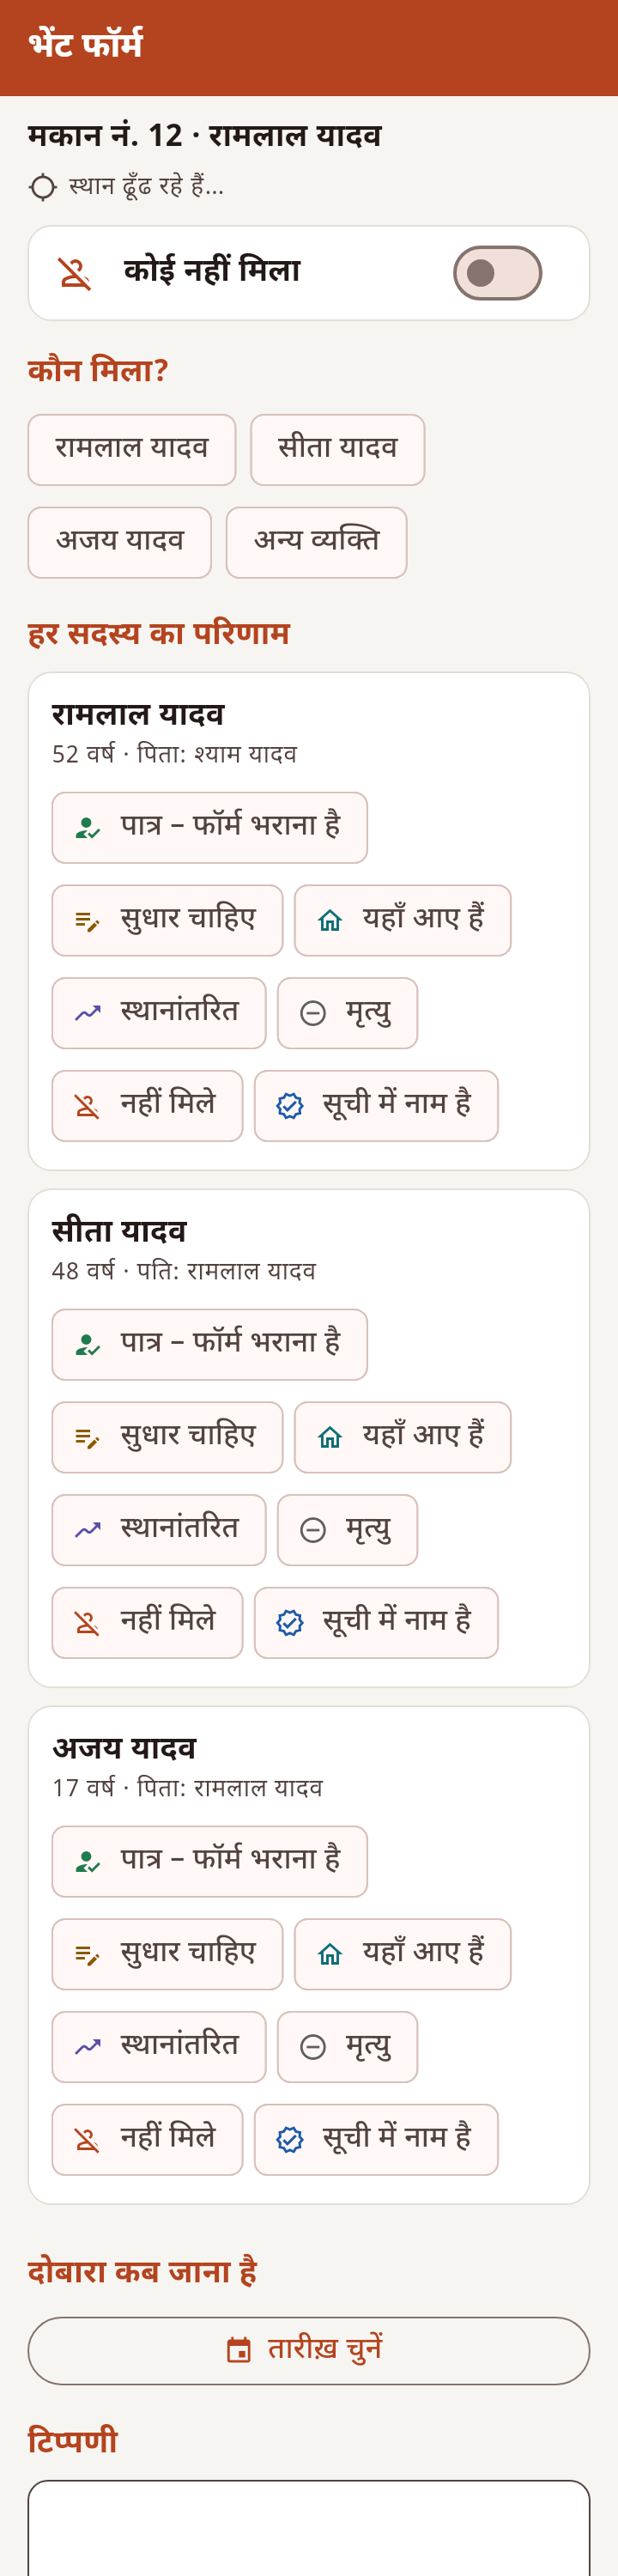 भेंट फॉर्म
मकान नं. 12 · रामलाल यादव
स्थान ढूँढ रहे हैं...
कोई नहीं मिला
कौन मिला?
रामलाल यादव सीता यादव
अजय यादव अन्य व्यक्ति
हर सदस्य का परिणाम
रामलाल यादव
52 वर्ष · पिता: श्याम यादव
पात्र – फॉर्म भराना है
सुधार चाहिए यहाँ आए हैं
स्थानांतरित मृत्यु
नहीं मिले सूची में नाम है
सीता यादव
48 वर्ष · पति: रामलाल यादव
पात्र – फॉर्म भराना है
सुधार चाहिए यहाँ आए हैं
स्थानांतरित मृत्यु
नहीं मिले सूची में नाम है
अजय यादव
17 वर्ष · पिता: रामलाल यादव
पात्र – फॉर्म भराना है
सुधार चाहिए यहाँ आए हैं
स्थानांतरित मृत्यु
नहीं मिले सूची में नाम है
दोबारा कब जाना है
तारीख़ चुनें
टिप्पणी